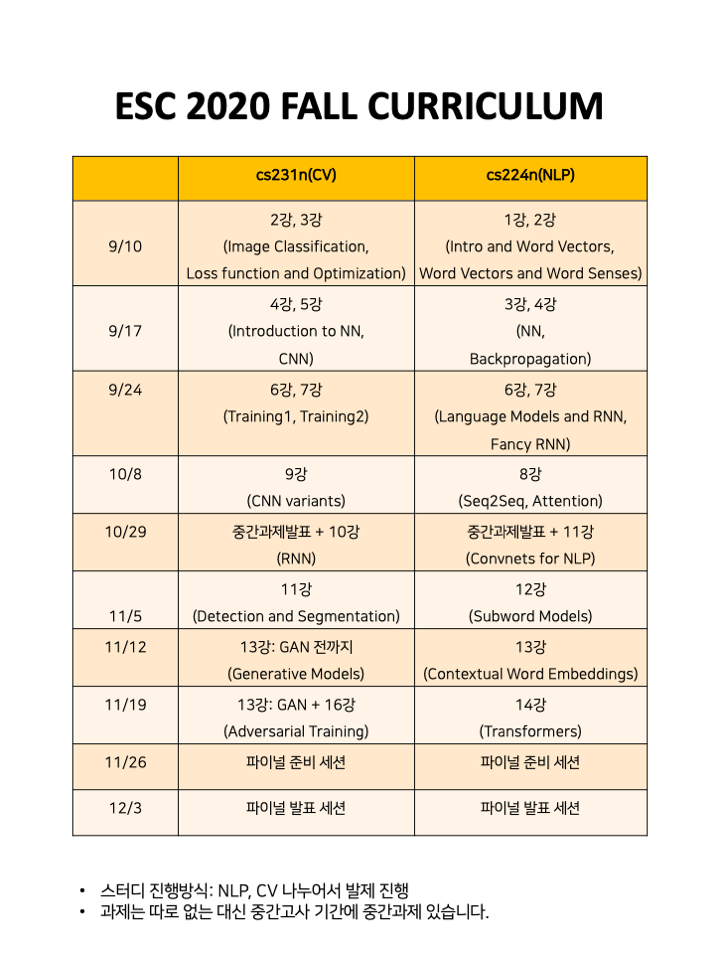 ESC 2020 FALL CURRICULUM
cs231n(CV)
cs224n(NLP)
9/10
2강, 3강
(Image Classification,
Loss function and Optimization)
1강, 2강
(Intro and Word Vectors,
Word Vectors and Word Senses)
9/17
4강, 5강
(Introduction to NN,
CNN)
3강, 4강
(NN,
Backpropagation)
9/24
6강, 7강
(Training1, Training2)
6강, 7강
(Language Models and RNN,
Fancy RNN)
10/8
9강
(CNN variants)
8강
(Seq2Seq, Attention)
10/29
중간과제발표 + 10강
(RNN)
중간과제발표 + 11강
(Convnets for NLP)
11/5
11강
(Detection and Segmentation)
12강
(Subword Models)
11/12
13강: GAN 전까지
(Generative Models)
13강
(Contextual Word Embeddings)
11/19
13강: GAN + 16강
(Adversarial Training)
14강
(Transformers)
11/26
파이널 준비 세션
파이널 준비 세션
12/3
파이널 발표 세션
파이널 발표 세션
• 스터디 진행방식: NLP, CV 나누어서 발제 진행
• 과제는 따로 없는 대신 중간고사 기간에 중간과제 있습니다.